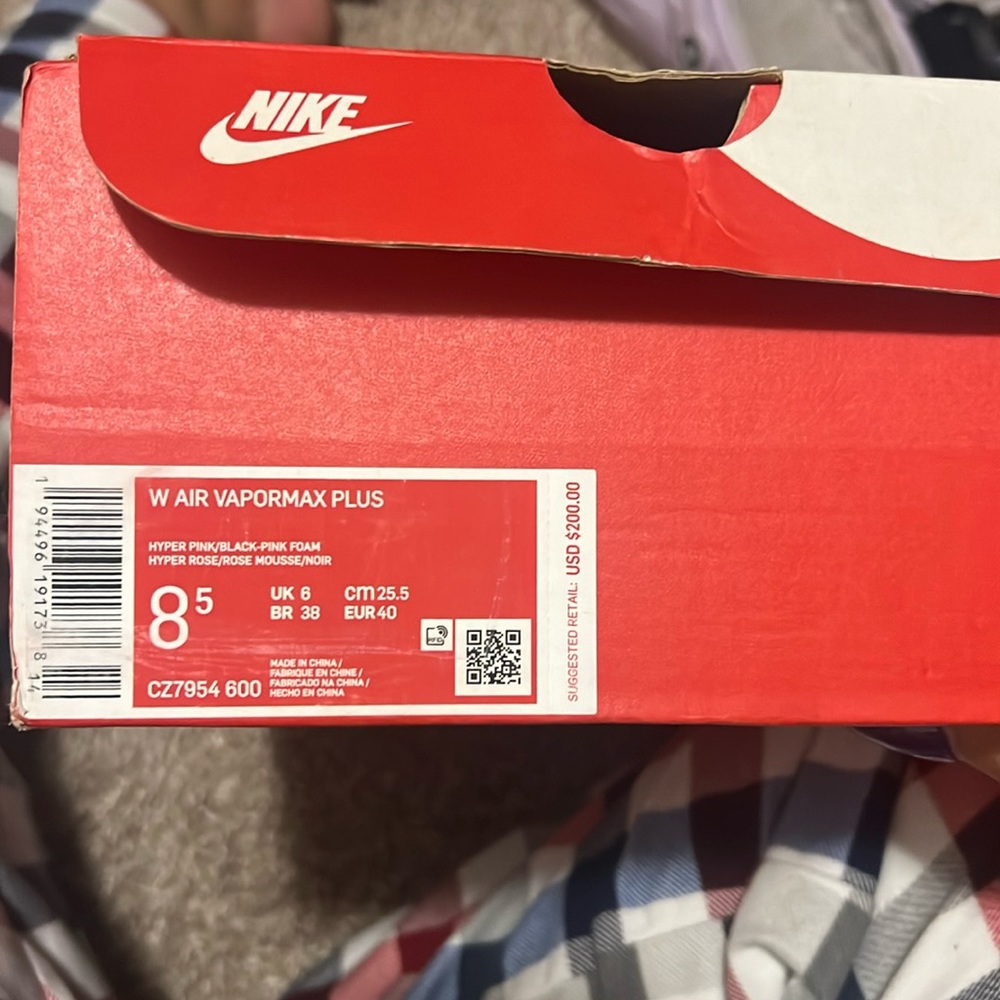 NIKE
W AIR VAPORMAX PLUS
HYPER PINK/BLACK-PINK FOAM
HYPER ROSE/ROSE MOUSSE/NOIR
8⁵
UK 6 cm 25.5
BR 38 EUR 40
RFID
MADE IN CHINA /
FABRIQUE EN CHINE /
FABRICADO NA CHINA /
HECHO EN CHINA
CZ7954 600
1 94496 19173 8 14
SUGGESTED RETAIL: USD $200.00